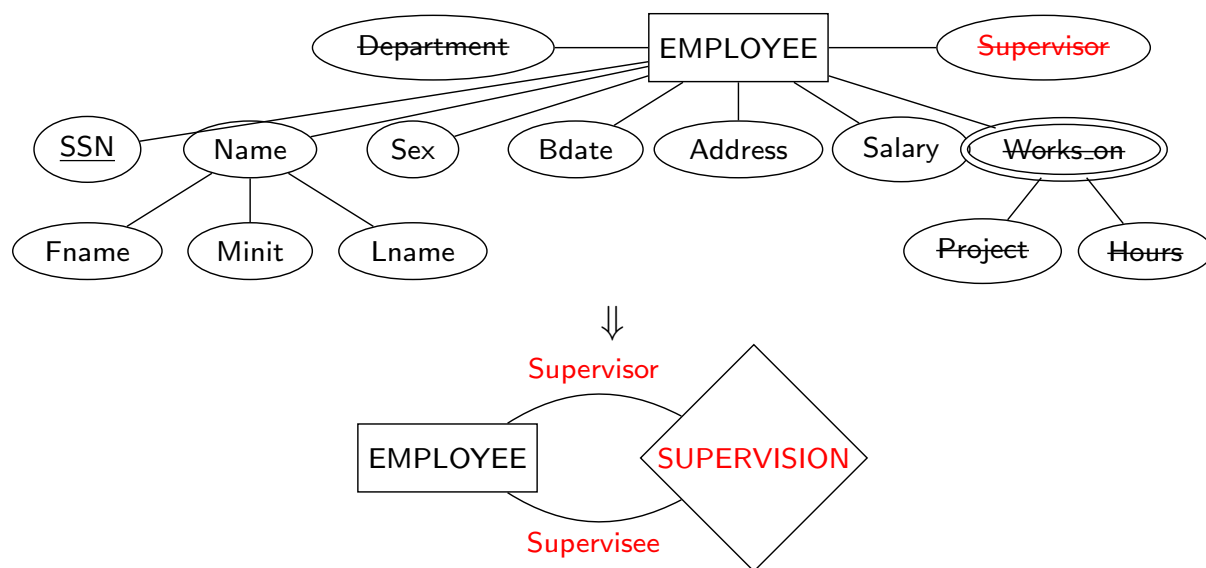 Department EMPLOYEE Supervisor
SSN Name Sex Bdate Address Salary Works_on
Fname Minit Lname Project Hours
⇓
Supervisor
EMPLOYEE SUPERVISION
Supervisee